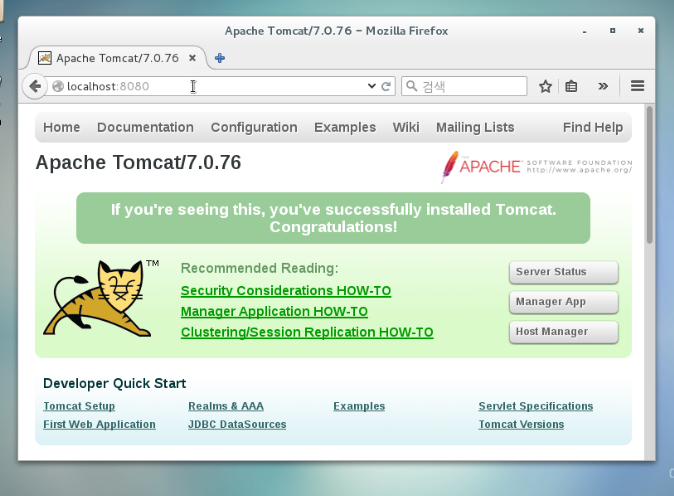 Apache Tomcat/7.0.76 - Mozilla Firefox
Apache Tomcat/7.0.76
localhost:8080
검색
Home Documentation Configuration Examples Wiki Mailing Lists Find Help
Apache Tomcat/7.0.76
APACHE
SOFTWARE FOUNDATION
http://www.apache.org/
If you're seeing this, you've successfully installed Tomcat.
Congratulations!
TM
Recommended Reading:
Security Considerations HOW-TO
Manager Application HOW-TO
Clustering/Session Replication HOW-TO
Server Status
Manager App
Host Manager
Developer Quick Start
Tomcat Setup Realms & AAA Examples Servlet Specifications
First Web Application JDBC DataSources Tomcat Versions